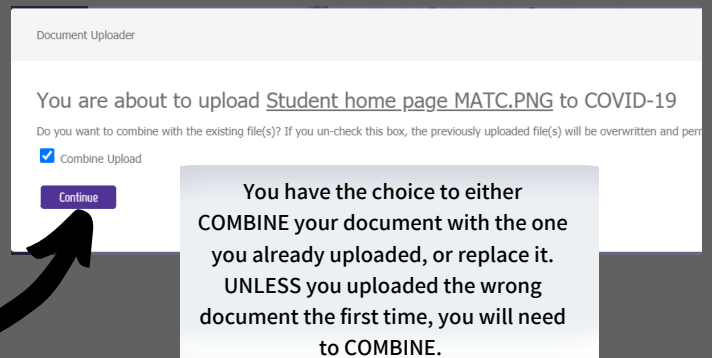 Document Uploader
You are about to upload Student home page MATC.PNG to COVID-19
Do you want to combine with the existing file(s)? If you un-check this box, the previously uploaded file(s) will be overwritten and
Combine Upload
Continue
You have the choice to either
COMBINE your document with the one
you already uploaded, or replace it.
UNLESS you uploaded the wrong
document the first time, you will need
to COMBINE.